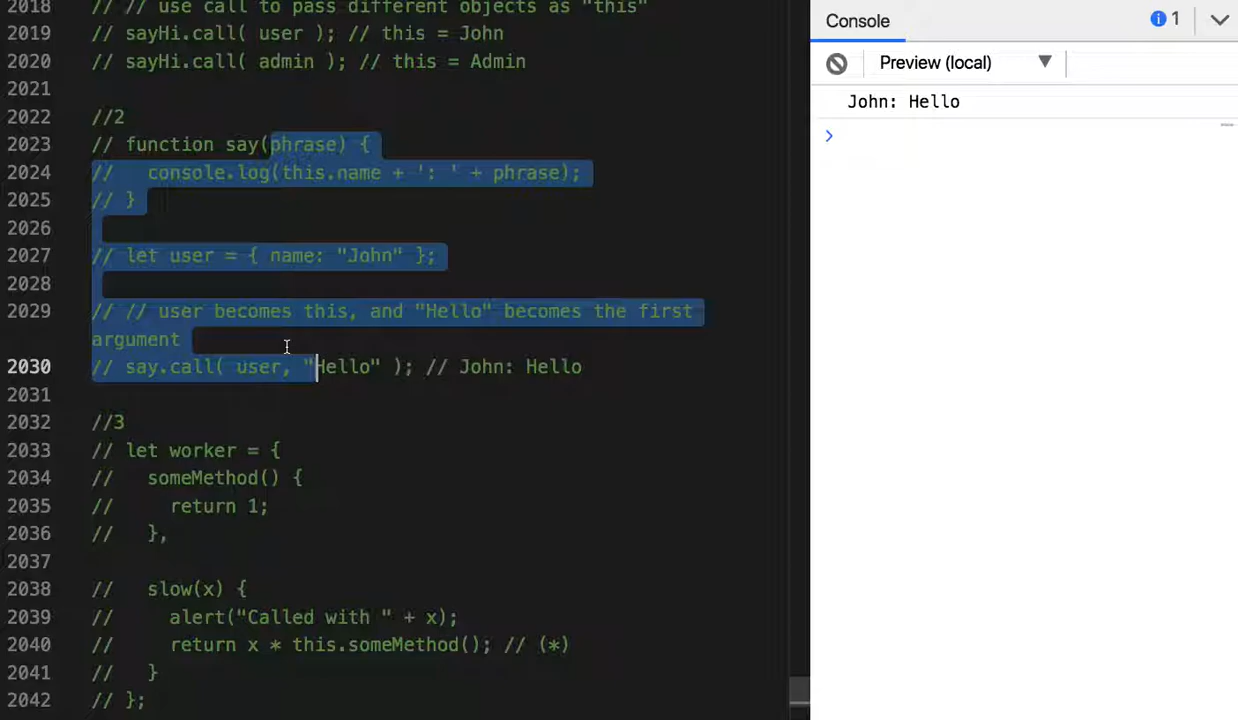 2018 // // use call to pass different objects as "this"
2019 // sayHi.call( user ); // this = John
2020 // sayHi.call( admin ); // this = Admin
2021
2022 //2
2023 // function say(phrase) {
2024 //   console.log(this.name + ': ' + phrase);
2025 // }
2026
2027 // let user = { name: "John" };
2028
2029 // // user becomes this, and "Hello" becomes the first
argument
2030 // say.call( user, "Hello" ); // John: Hello
2031
2032 //3
2033 // let worker = {
2034 //   someMethod() {
2035 //     return 1;
2036 //   },
2037
2038 //   slow(x) {
2039 //     alert("Called with " + x);
2040 //     return x * this.someMethod(); // (*)
2041 //   }
2042 // };
Console
1
Preview (local)
John: Hello
>